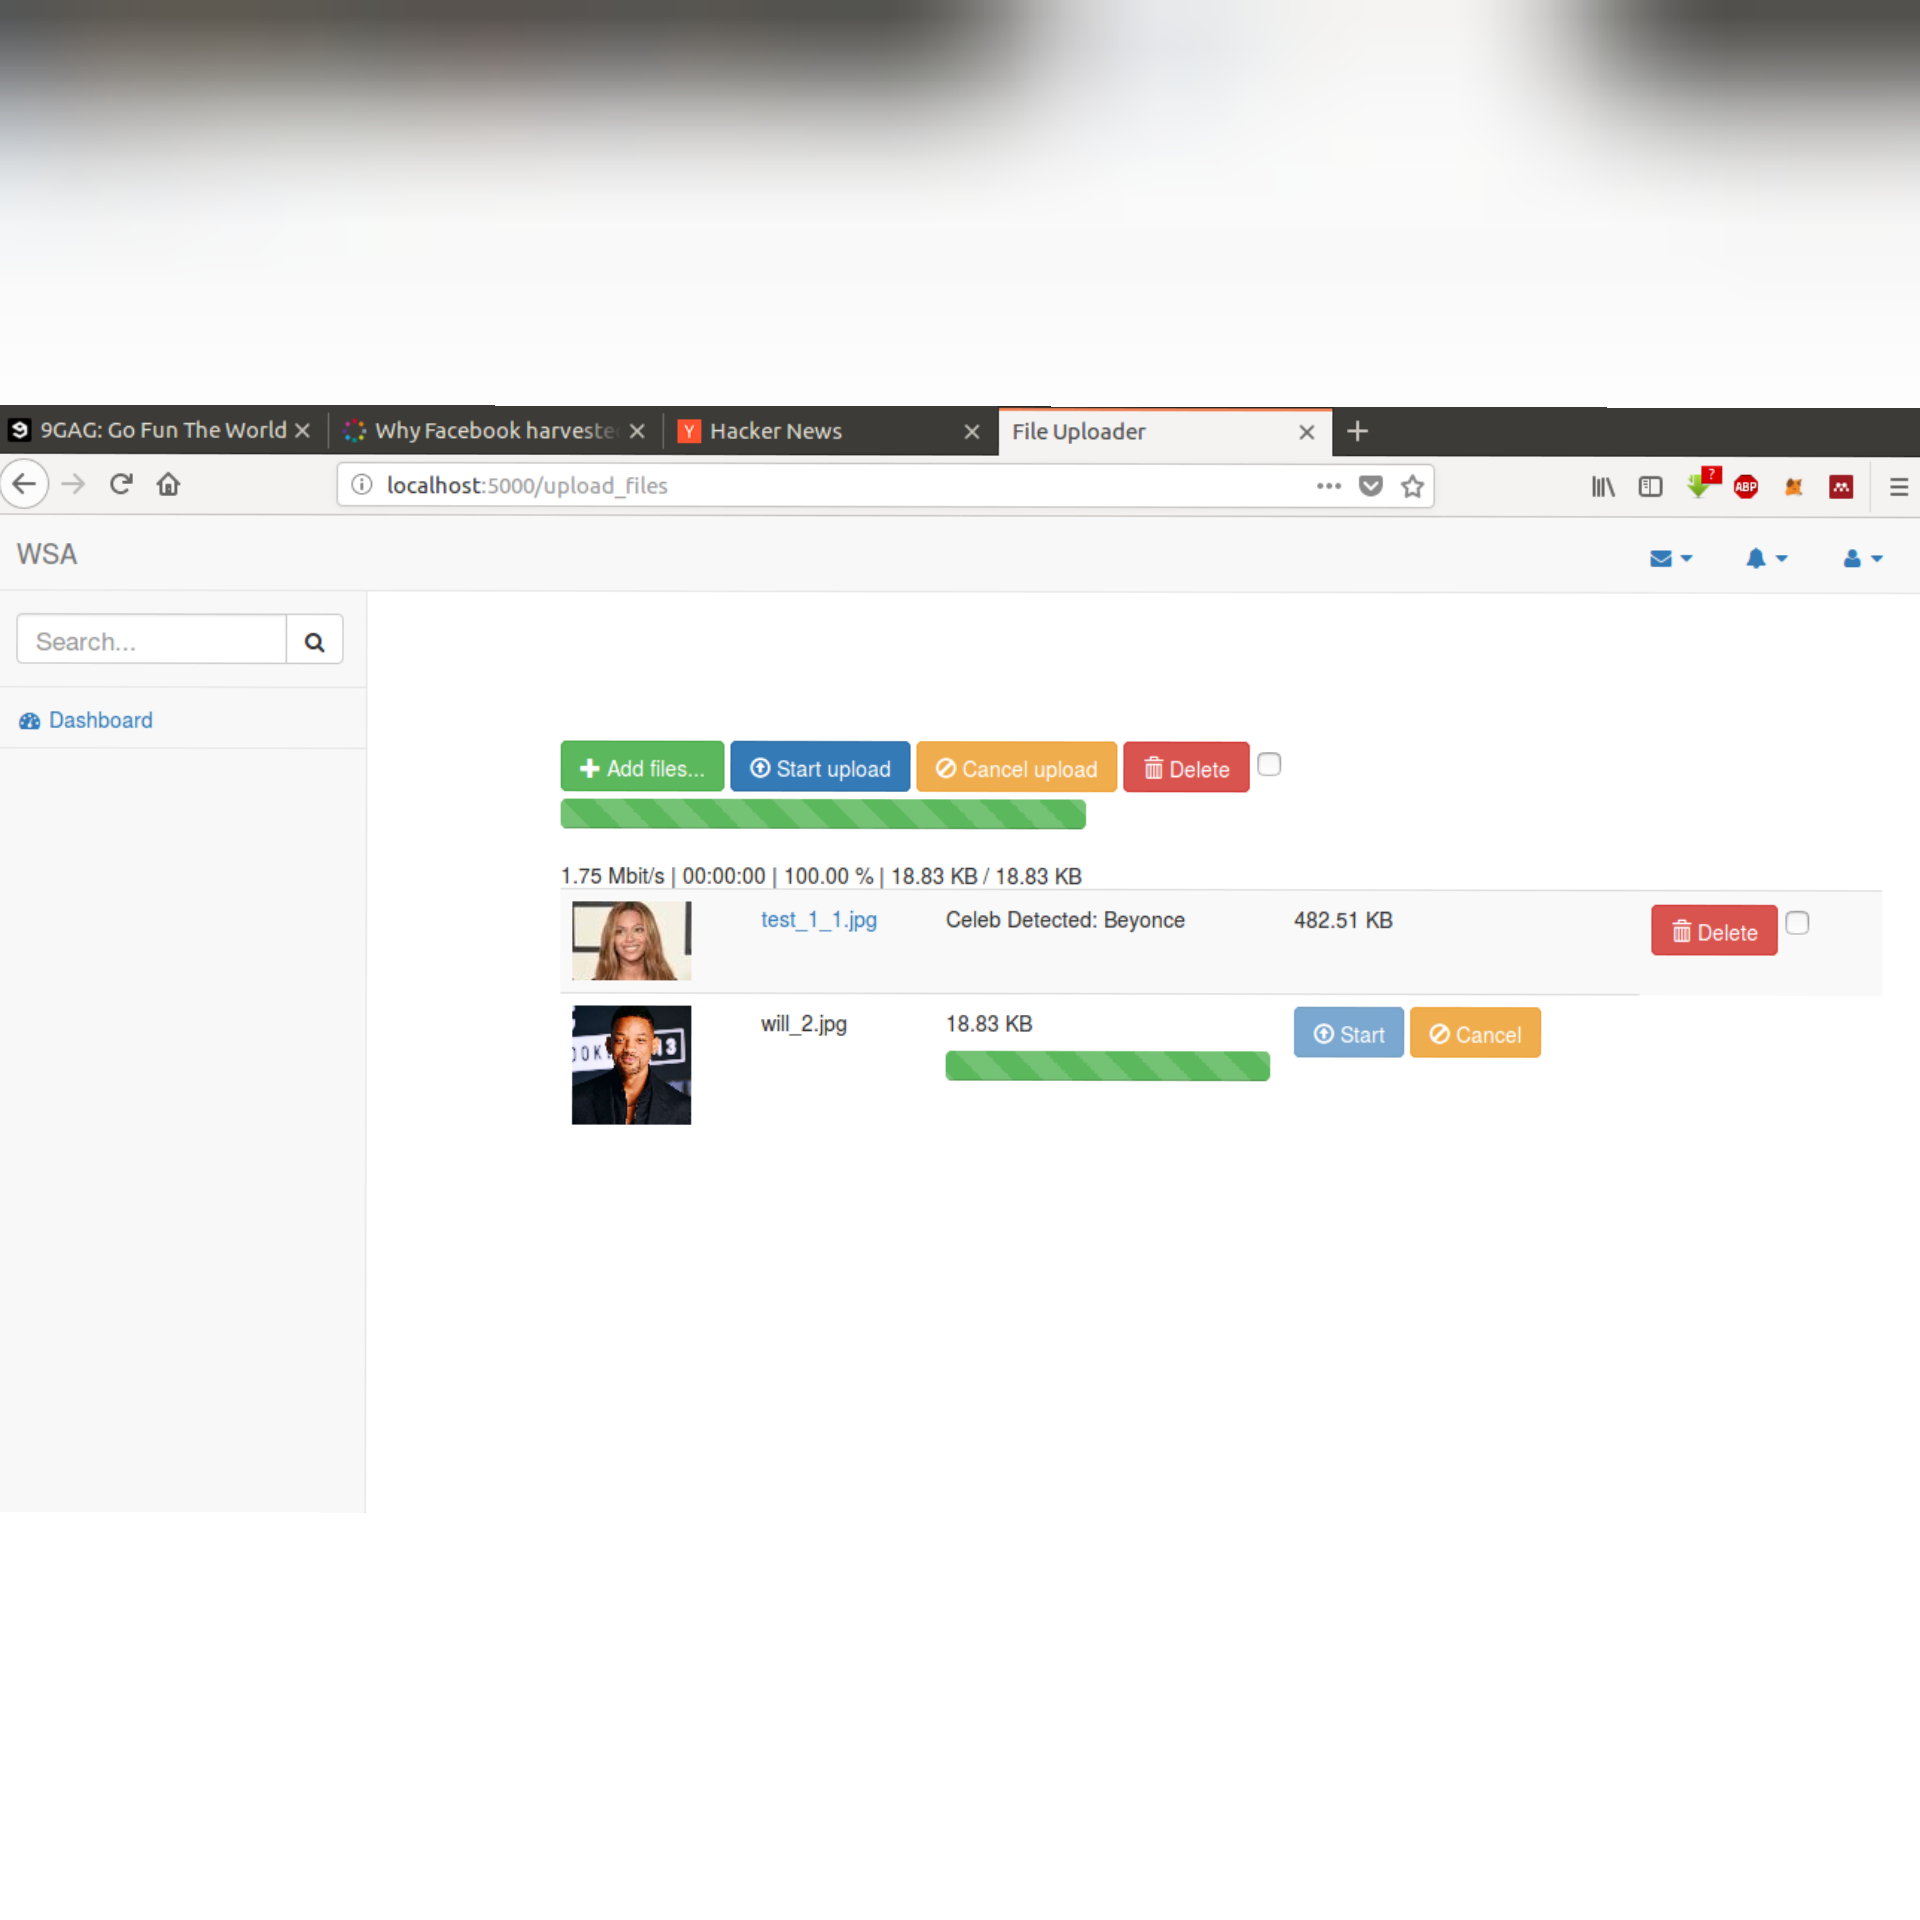 9GAG: Go Fun The World
Why Facebook harveste
Hacker News
File Uploader
localhost:5000/upload_files
ABP
WSA
Search...
Dashboard
Add files...
Start upload
Cancel upload
Delete
1.75 Mbit/s | 00:00:00 | 100.00 % | 18.83 KB / 18.83 KB
test_1_1.jpg
Celeb Detected: Beyonce
482.51 KB
Delete
will_2.jpg
18.83 KB
Start
Cancel